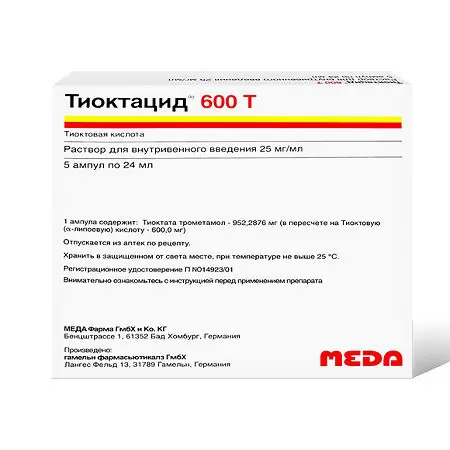 Тиоктацид® 600 Т
Тиоктовая кислота
Раствор для внутривенного введения 25 мг/мл
5 ампул по 24 мл
1 ампула содержит: Тиоктата трометамол - 952,2876 мг (в пересчете на Тиоктовую
(α-липоевую) кислоту - 600,0 мг)
Отпускается из аптек по рецепту.
Хранить в защищенном от света месте, при температуре не выше 25 °С.
Регистрационное удостоверение П NO14923/01
Внимательно ознакомьтесь с инструкцией перед применением препарата
МЕДА Фарма ГмбХ и Ко. КГ
Бенцштрассе 1, 61352 Бад Хомбург, Германия
Произведено:
гамельн фармасьютикалз ГмбХ
Лангес Фельд 13, 31789 Гамельн, Германия
MEDA